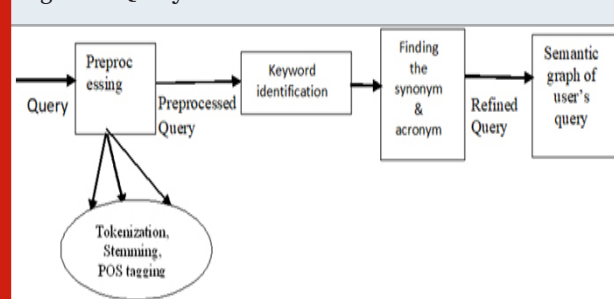 Query
Preproc
essing
Preprocessed
Query
Keyword
identification
Finding
the
synonym
&
acronym
Refined
Query
Semantic
graph of
user's
query
Tokenization,
Stemming,
POS tagging